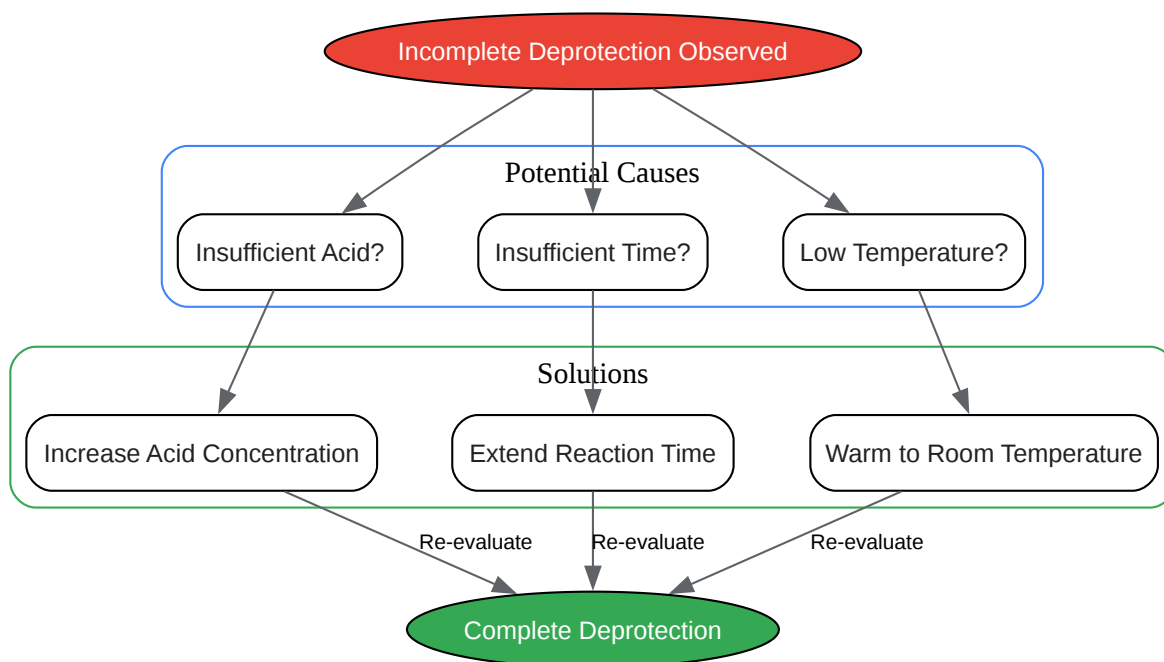 Incomplete Deprotection Observed
Potential Causes
Insufficient Acid?
Insufficient Time?
Low Temperature?
Solutions
Increase Acid Concentration
Extend Reaction Time
Warm to Room Temperature
Re-evaluate
Re-evaluate
Re-evaluate
Complete Deprotection